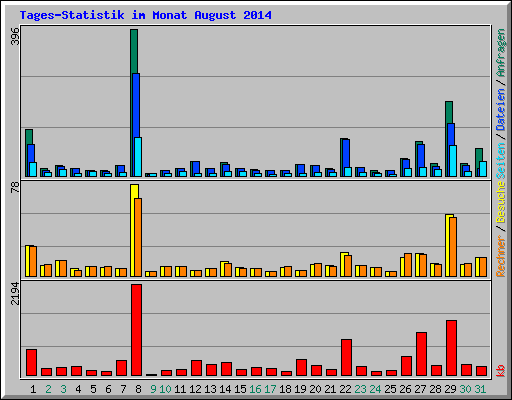 Tages-Statistik im Monat August 2014
396
78
2194
Rechner / Besuche Seiten / Dateien / Anfragen
kb
1 2 3 4 5 6 7 8 9 10 11 12 13 14 15 16 17 18 19 20 21 22 23 24 25 26 27 28 29 30 31